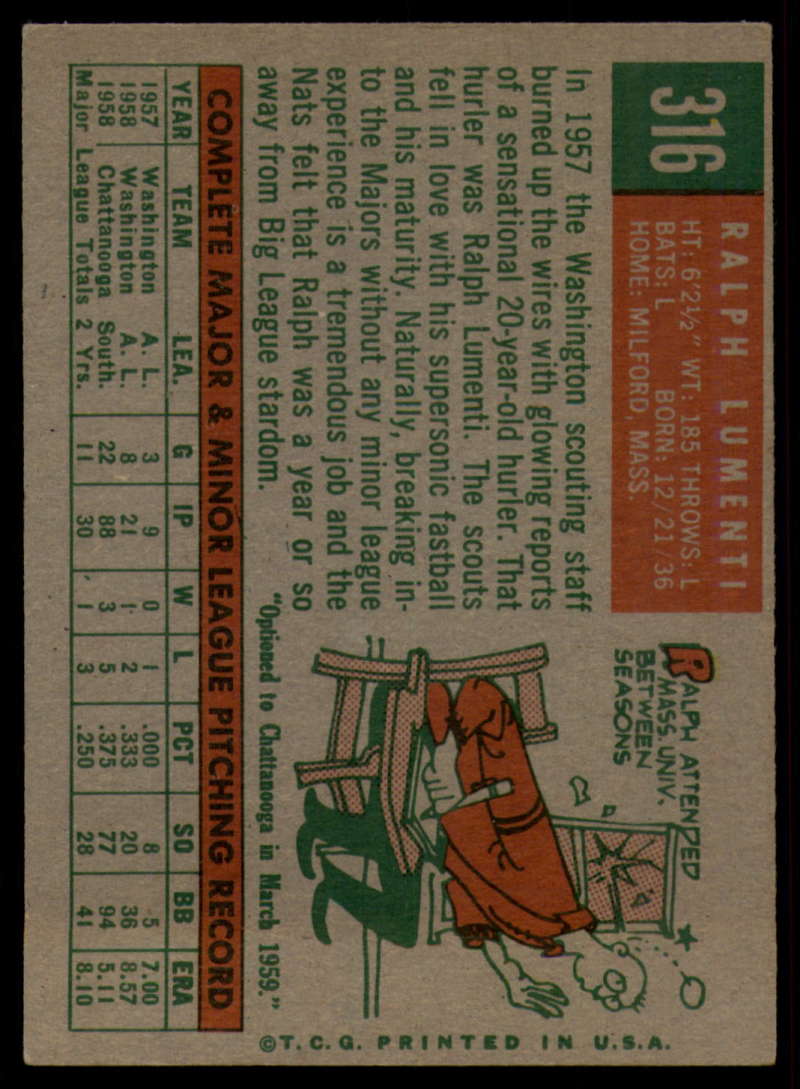 316
RALPH LUMENTI
HT: 6'2½" WT: 185 THROWS: L
BATS: L BORN: 12/21/36
HOME: MILFORD, MASS.
In 1957 the Washington scouting staff
burned up the wires with glowing reports
of a sensational 20-year-old hurler. That
hurler was Ralph Lumenti. The scouts
fell in love with his supersonic fastball
and his maturity. Naturally, breaking in-
to the Majors without any minor league
experience is a tremendous job and the
Nats felt that Ralph was a year or so
away from Big League stardom.
"Optioned to Chattanooga in March 1959."
RALPH ATTENDED
MASS. UNIV.
BETWEEN
SEASONS
COMPLETE MAJOR & MINOR LEAGUE PITCHING RECORD
YEAR TEAM LEA. G IP W L PCT SO BB ERA
1957 Washington A. L. 3 9 0 1 .000 8 5 7.00
1958 Washington A. L. 8 21 1 2 .333 20 36 8.57
1958 Chattanooga South. 22 88 3 5 .375 77 94 5.11
Major League Totals 2 Yrs. 11 30 1 3 .250 28 41 8.10
©T.C.G. PRINTED IN U.S.A.